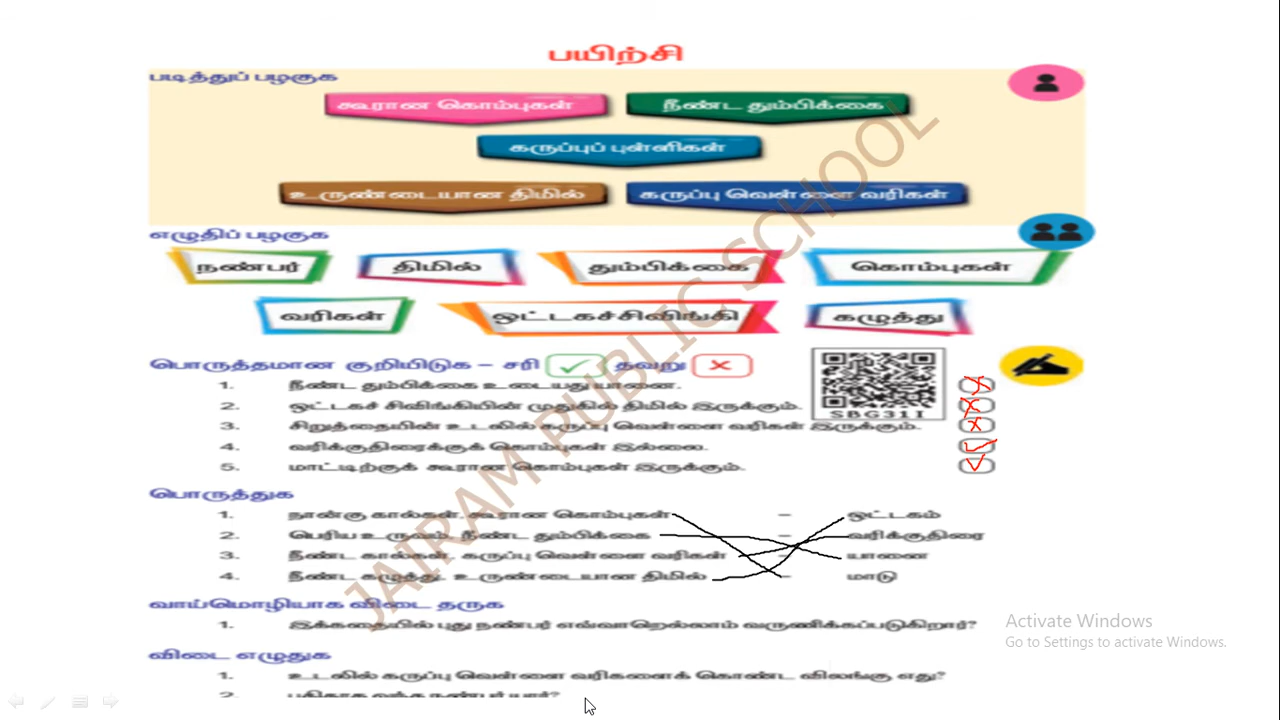 பயிற்சி
படித்துப் பழகுக
கூரான கொம்புகள் நீண்ட தும்பிக்கை
கருப்புப் புள்ளிகள்
உருண்டையான திமில் கருப்பு வெள்ளை வரிகள்
எழுதிப் பழகுக
நண்பர் திமில் தும்பிக்கை கொம்புகள்
வரிகள் ஒட்டகச்சிவிங்கி கழுத்து
பொருத்தமான குறியிடுக – சரி ✓ தவறு ✗
1. நீண்ட தும்பிக்கை உடையது யானை.
2. ஒட்டகச் சிவிங்கியின் முதுகில் திமில் இருக்கும்.
SBG31I
3. சிறுத்தையின் உடலில் கருப்பு வெள்ளை வரிகள் இருக்கும்.
4. வரிக்குதிரைக்குக் கொம்புகள் இல்லை.
5. மாட்டிற்குக் கூரான கொம்புகள் இருக்கும்.
பொருத்துக
1. நான்கு கால்கள், கூரான கொம்புகள் – ஒட்டகம்
2. பெரிய உருவம், நீண்ட தும்பிக்கை – வரிக்குதிரை
3. நீண்ட கால்கள், கருப்பு வெள்ளை வரிகள் – யானை
4. நீண்ட கழுத்து, உருண்டையான திமில் – மாடு
வாய்மொழியாக விடை தருக
1. இக்கதையில் புது நண்பர் எவ்வாறெல்லாம் வருணிக்கப்படுகிறார்?
விடை எழுதுக
1. உடலில் கருப்பு வெள்ளை வரிகளைக் கொண்ட விலங்கு எது?
2. புதிதாக வந்த நண்பர் யார்?
JAIRAM PUBLIC SCHOOL
Activate Windows
Go to Settings to activate Windows.